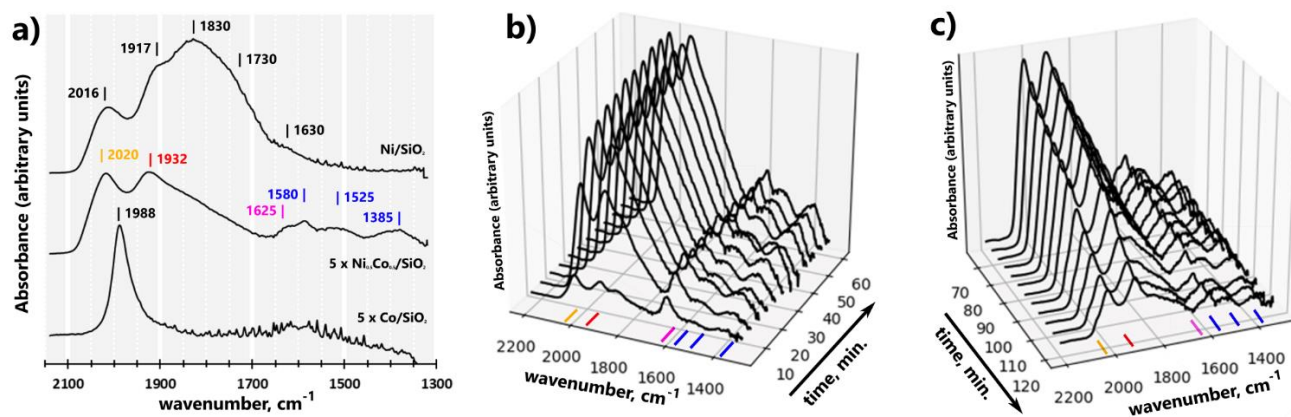 a)
Absorbance (arbitrary units)
2016 |
1917 |
| 1830
| 1730
| 1630
Ni/SiO₂
| 2020
| 1932
1580 |
| 1525
1625 |
1385 |
5 x Ni Co /SiO₂
| 1988
5 x Co/SiO₂
2100 1900 1700 1500 1300
wavenumber, cm⁻¹
b)
Absorbance (arbitrary units)
2200 2000 1800 1600 1400
wavenumber, cm⁻¹
10 20 30 40 50 60
time, min.
c)
Absorbance (arbitrary units)
70 80 90 100 110 120
time, min.
2200 2000 1800 1600 1400
wavenumber, cm⁻¹